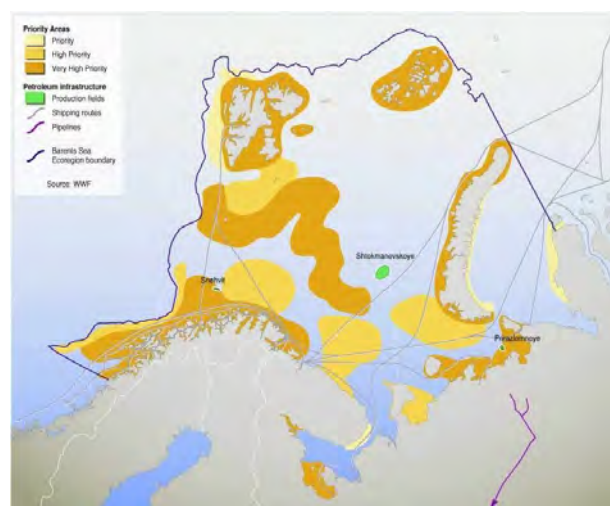 Priority Areas
Priority
High Priority
Very High Priority
Petroleum infrastructure
Production fields
Shipping routes
Pipelines
Barents Sea
Ecoregion boundary
Source: WWF
Shtokmanovskoye
Snøhvit
Prirazlomnoye